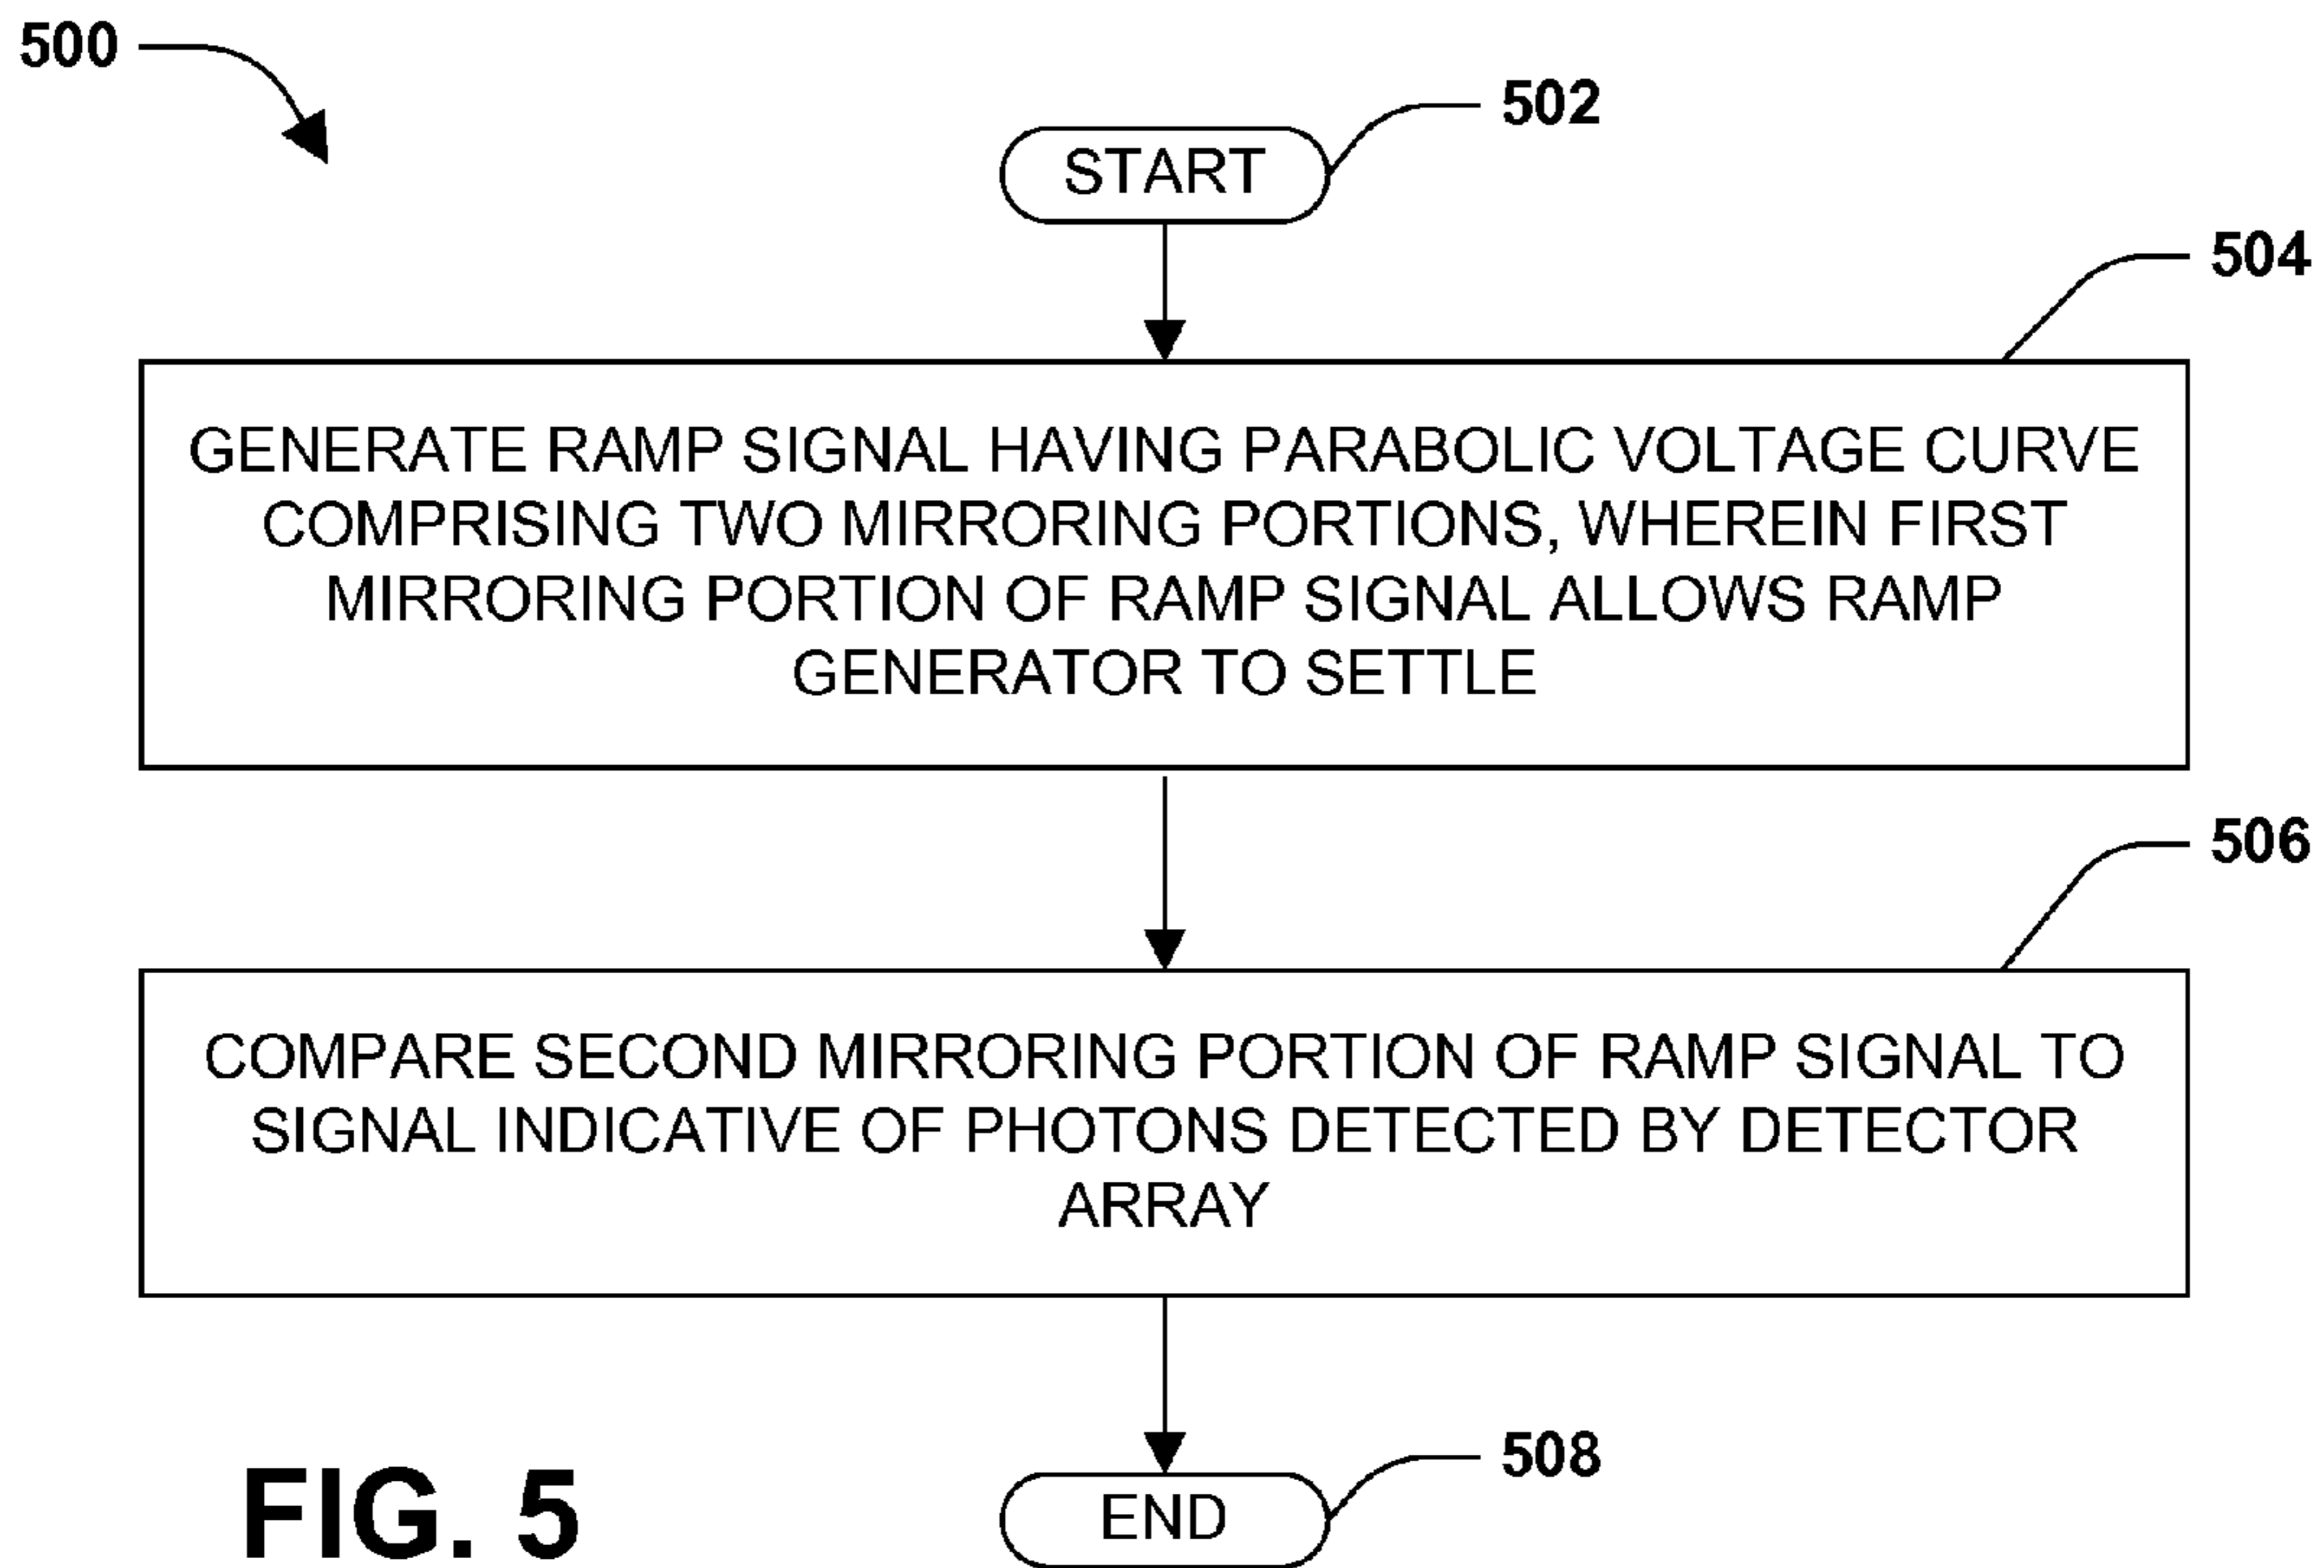 500
502
START
504
GENERATE RAMP SIGNAL HAVING PARABOLIC VOLTAGE CURVE
COMPRISING TWO MIRRORING PORTIONS, WHEREIN FIRST
MIRRORING PORTION OF RAMP SIGNAL ALLOWS RAMP
GENERATOR TO SETTLE
506
COMPARE SECOND MIRRORING PORTION OF RAMP SIGNAL TO
SIGNAL INDICATIVE OF PHOTONS DETECTED BY DETECTOR
ARRAY
508
END
FIG. 5